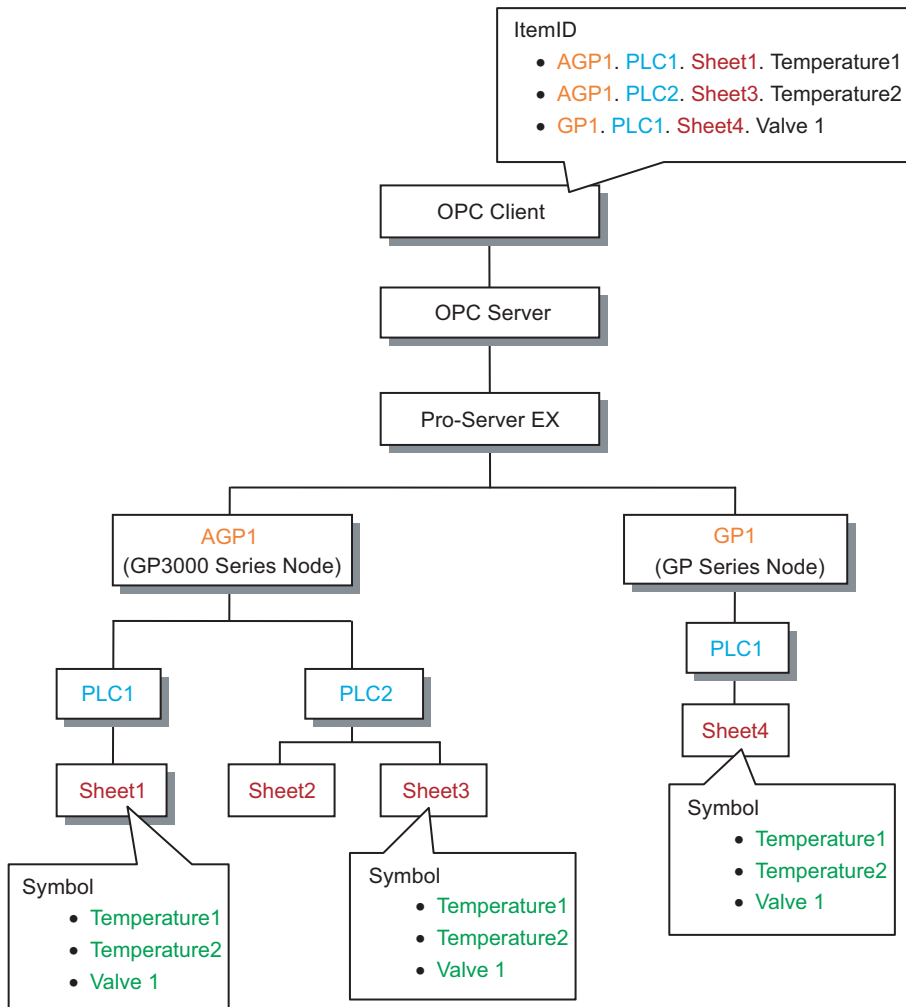 ItemID
• AGP1. PLC1. Sheet1. Temperature1
• AGP1. PLC2. Sheet3. Temperature2
• GP1. PLC1. Sheet4. Valve 1
OPC Client
OPC Server
Pro-Server EX
AGP1
(GP3000 Series Node)
GP1
(GP Series Node)
PLC1
PLC2
PLC1
Sheet1
Sheet2
Sheet3
Sheet4
Symbol
• Temperature1
• Temperature2
• Valve 1
Symbol
• Temperature1
• Temperature2
• Valve 1
Symbol
• Temperature1
• Temperature2
• Valve 1